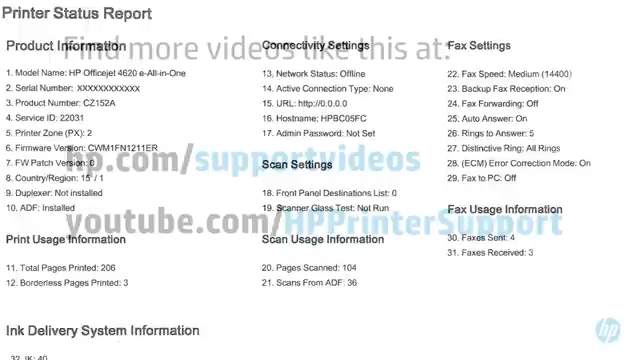 Printer Status Report
Find more videos like this at:
Product Information
1. Model Name: HP Officejet 4620 e-All-in-One
2. Serial Number: XXXXXXXXXXXX
3. Product Number: CZ152A
4. Service ID: 22031
5. Printer Zone (PX): 2
6. Firmware Version: CWM1FN1211ER
7. FW Patch Version: 0
8. Country/Region: 15 / 1
9. Duplexer: Not installed
10. ADF: Installed
Print Usage Information
11. Total Pages Printed: 206
12. Borderless Pages Printed: 3
Connectivity Settings
13. Network Status: Offline
14. Active Connection Type: None
15. URL: http://0.0.0.0
16. Hostname: HPBC05FC
17. Admin Password: Not Set
Scan Settings
18. Front Panel Destinations List: 0
19. Scanner Glass Test: Not Run
Scan Usage Information
20. Pages Scanned: 104
21. Scans From ADF: 36
Fax Settings
22. Fax Speed: Medium (14400)
23. Backup Fax Reception: On
24. Fax Forwarding: Off
25. Auto Answer: On
26. Rings to Answer: 5
27. Distinctive Ring: All Rings
28. (ECM) Error Correction Mode: On
29. Fax to PC: Off
Fax Usage Information
30. Faxes Sent: 4
31. Faxes Received: 3
hp.com/supportvideos
youtube.com/HPPrinterSupport
Ink Delivery System Information
32. IK: 40
hp